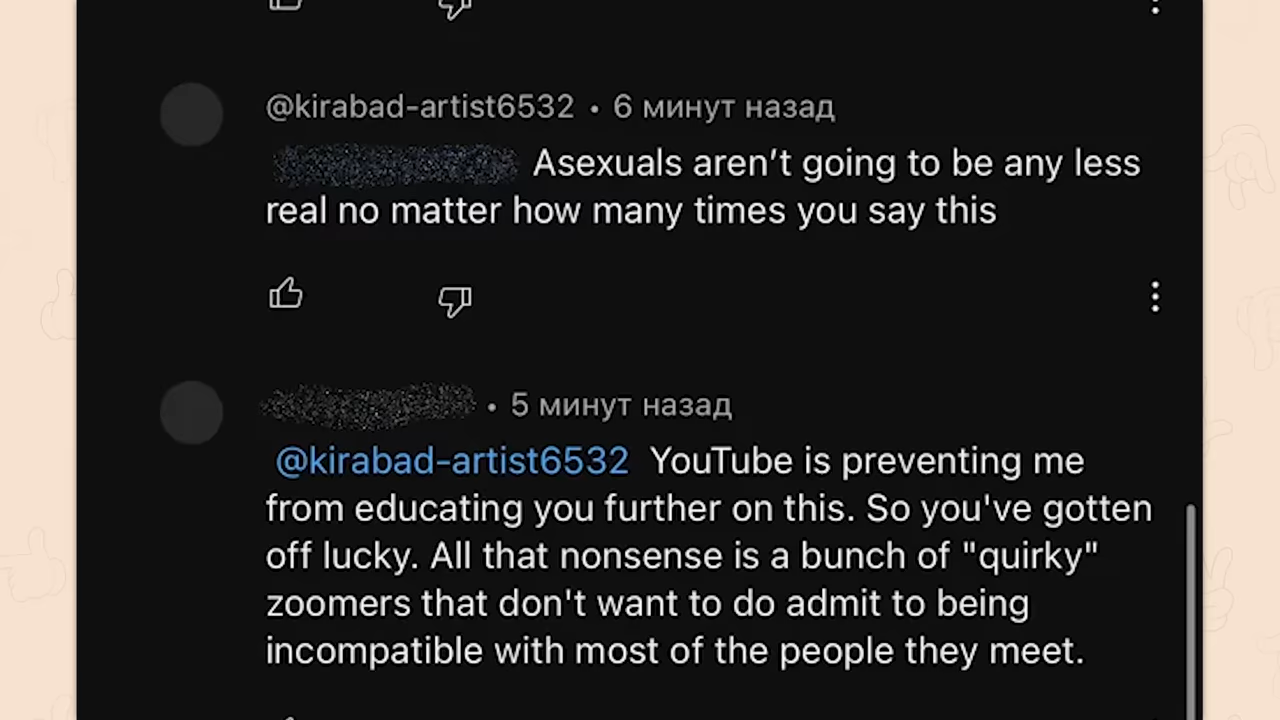 @kirabad-artist6532 • 6 минут назад
Asexuals aren’t going to be any less
real no matter how many times you say this
• 5 минут назад
@kirabad-artist6532 YouTube is preventing me
from educating you further on this. So you've gotten
off lucky. All that nonsense is a bunch of "quirky"
zoomers that don't want to do admit to being
incompatible with most of the people they meet.